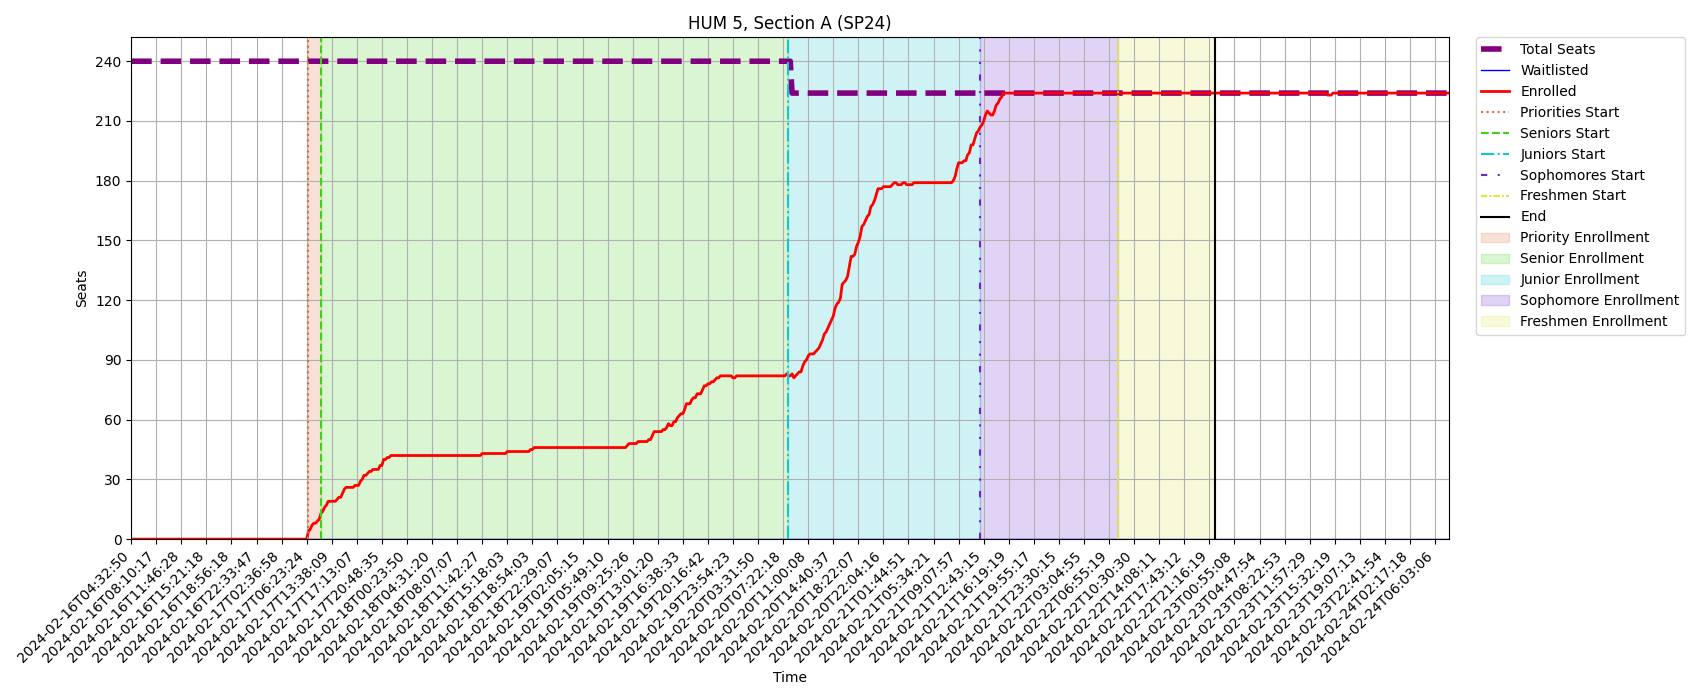 HUM 5, Section A (SP24)
Seats
240
210
180
150
120
90
60
30
0
2024-02-16T04:32:50
2024-02-16T08:10:17
2024-02-16T11:46:28
2024-02-16T15:21:18
2024-02-16T18:56:18
2024-02-16T22:33:47
2024-02-17T02:36:58
2024-02-17T06:23:24
2024-02-17T13:38:09
2024-02-17T17:13:07
2024-02-17T20:48:35
2024-02-18T00:23:50
2024-02-18T04:31:20
2024-02-18T08:07:07
2024-02-18T11:42:27
2024-02-18T15:18:03
2024-02-18T18:54:03
2024-02-18T22:29:07
2024-02-19T02:05:15
2024-02-19T05:49:10
2024-02-19T09:25:26
2024-02-19T13:01:20
2024-02-19T16:38:33
2024-02-19T20:16:42
2024-02-19T23:54:23
2024-02-20T03:31:50
2024-02-20T07:22:18
2024-02-20T11:00:08
2024-02-20T14:40:37
2024-02-20T18:22:07
2024-02-20T22:04:16
2024-02-21T01:44:51
2024-02-21T05:34:21
2024-02-21T09:07:57
2024-02-21T12:43:15
2024-02-21T16:19:19
2024-02-21T19:55:17
2024-02-21T23:30:15
2024-02-22T03:04:55
2024-02-22T06:55:19
2024-02-22T10:30:30
2024-02-22T14:08:11
2024-02-22T17:43:12
2024-02-22T21:16:19
2024-02-23T00:55:08
2024-02-23T04:47:54
2024-02-23T08:22:53
2024-02-23T11:57:29
2024-02-23T15:32:19
2024-02-23T19:07:13
2024-02-23T22:41:54
2024-02-24T02:17:18
2024-02-24T06:03:06
Time
Total Seats
Waitlisted
Enrolled
Priorities Start
Seniors Start
Juniors Start
Sophomores Start
Freshmen Start
End
Priority Enrollment
Senior Enrollment
Junior Enrollment
Sophomore Enrollment
Freshmen Enrollment